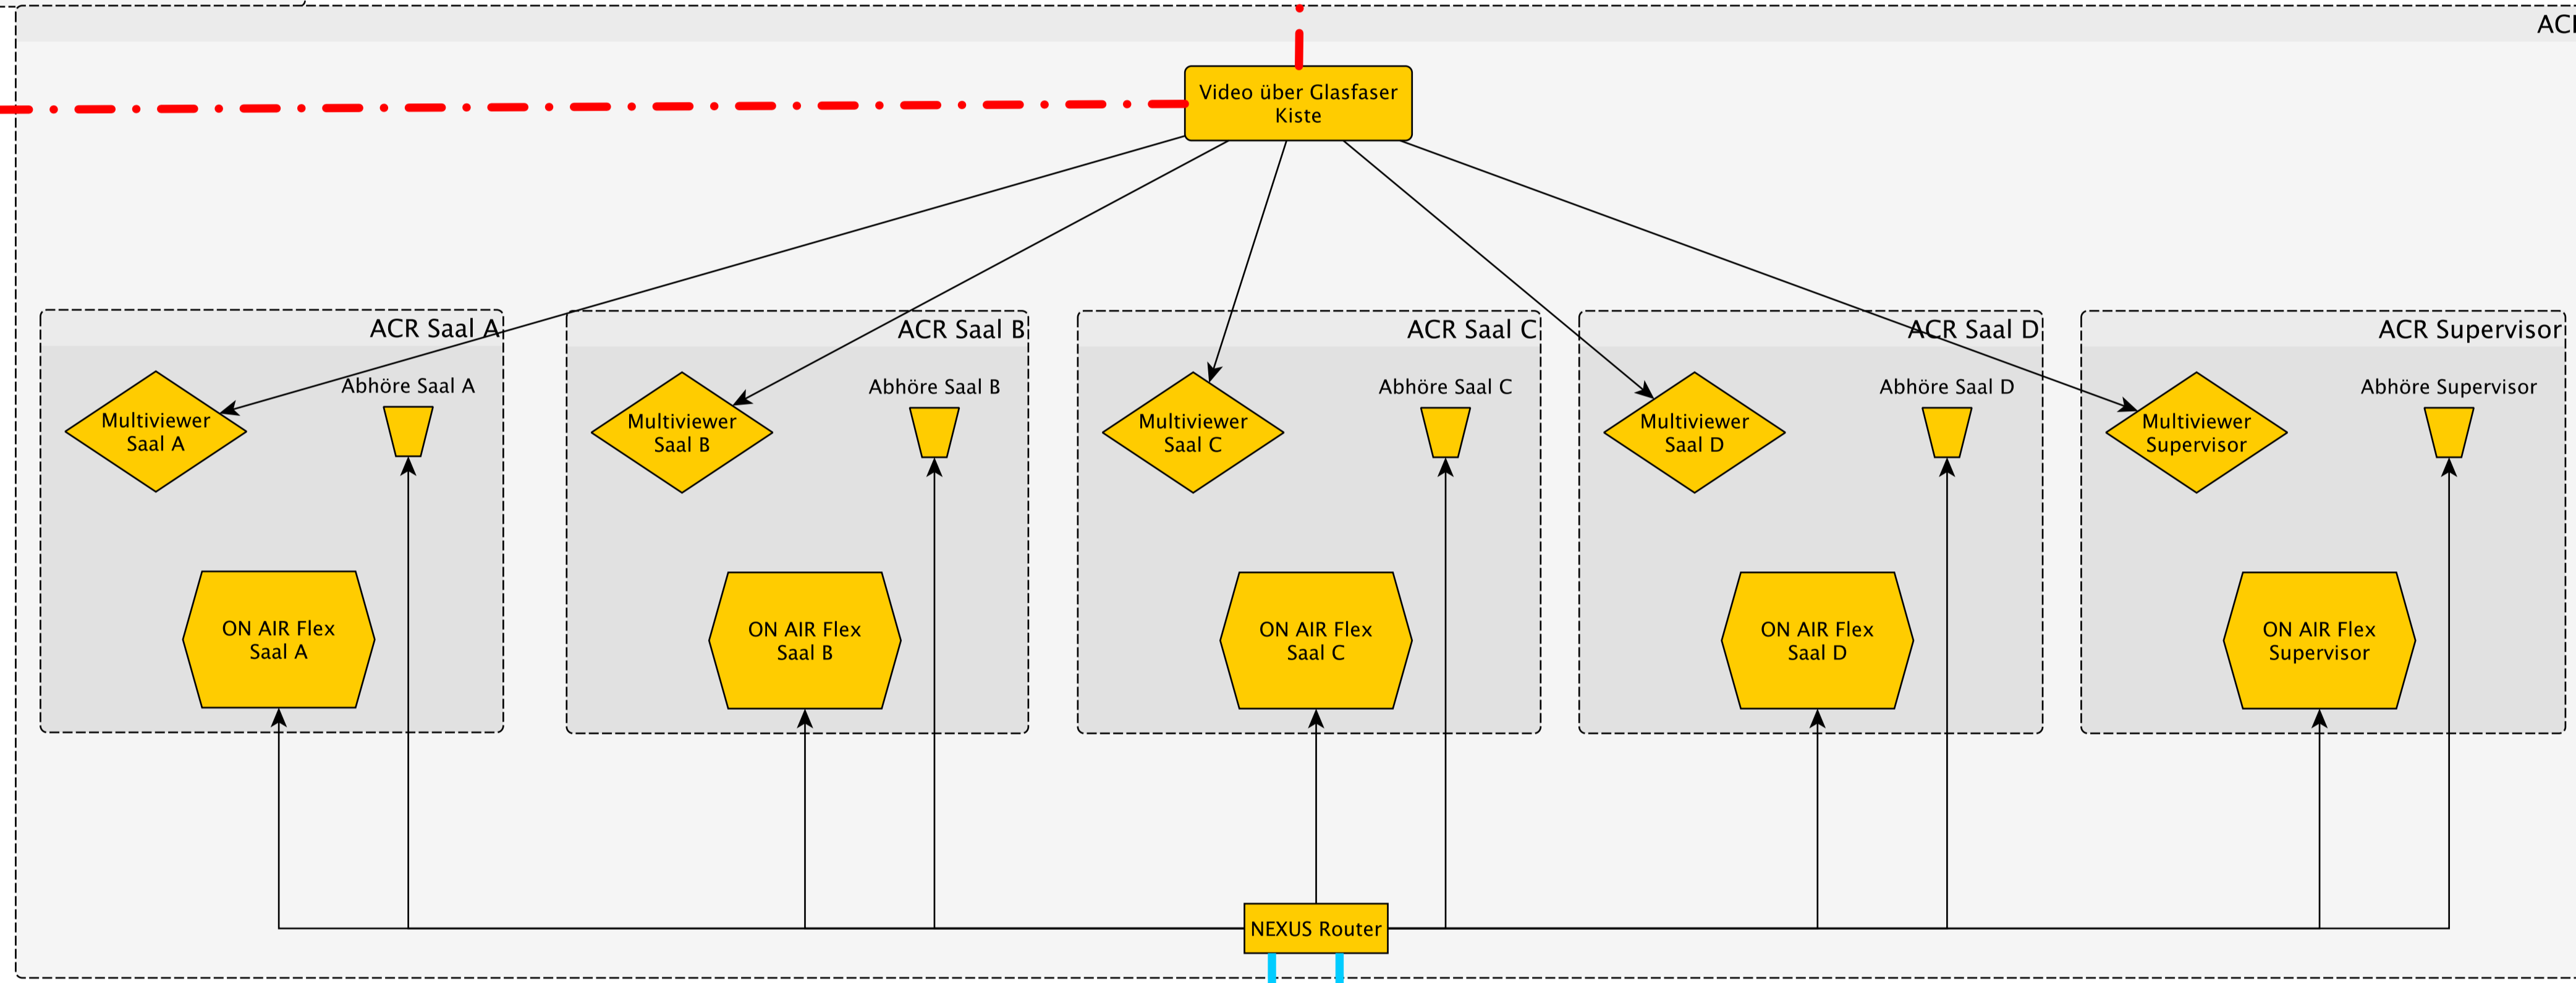 ACR
Video über Glasfaser
Kiste
ACR Saal A
Abhöre Saal A
Multiviewer
Saal A
ON AIR Flex
Saal A
ACR Saal B
Abhöre Saal B
Multiviewer
Saal B
ON AIR Flex
Saal B
ACR Saal C
Abhöre Saal C
Multiviewer
Saal C
ON AIR Flex
Saal C
ACR Saal D
Abhöre Saal D
Multiviewer
Saal D
ON AIR Flex
Saal D
ACR Supervisor
Abhöre Supervisor
Multiviewer
Supervisor
ON AIR Flex
Supervisor
NEXUS Router